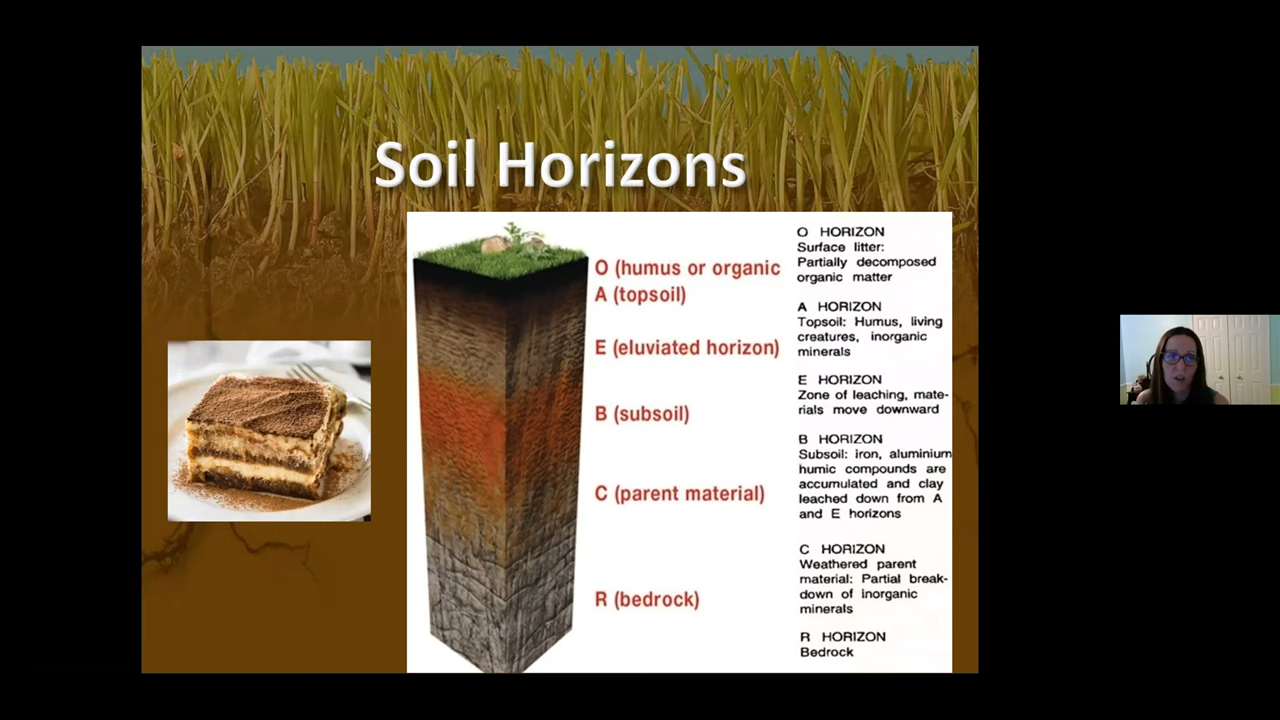 Soil Horizons
O (humus or organic
A (topsoil)
E (eluviated horizon)
B (subsoil)
C (parent material)
R (bedrock)
O HORIZON
Surface litter:
Partially decomposed
organic matter
A HORIZON
Topsoil: Humus, living
creatures, inorganic
minerals
E HORIZON
Zone of leaching, mate-
rials move downward
B HORIZON
Subsoil: iron, aluminium
humic compounds are
accumulated and clay
leached down from A
and E horizons
C HORIZON
Weathered parent
material: Partial break-
down of inorganic
minerals
R HORIZON
Bedrock